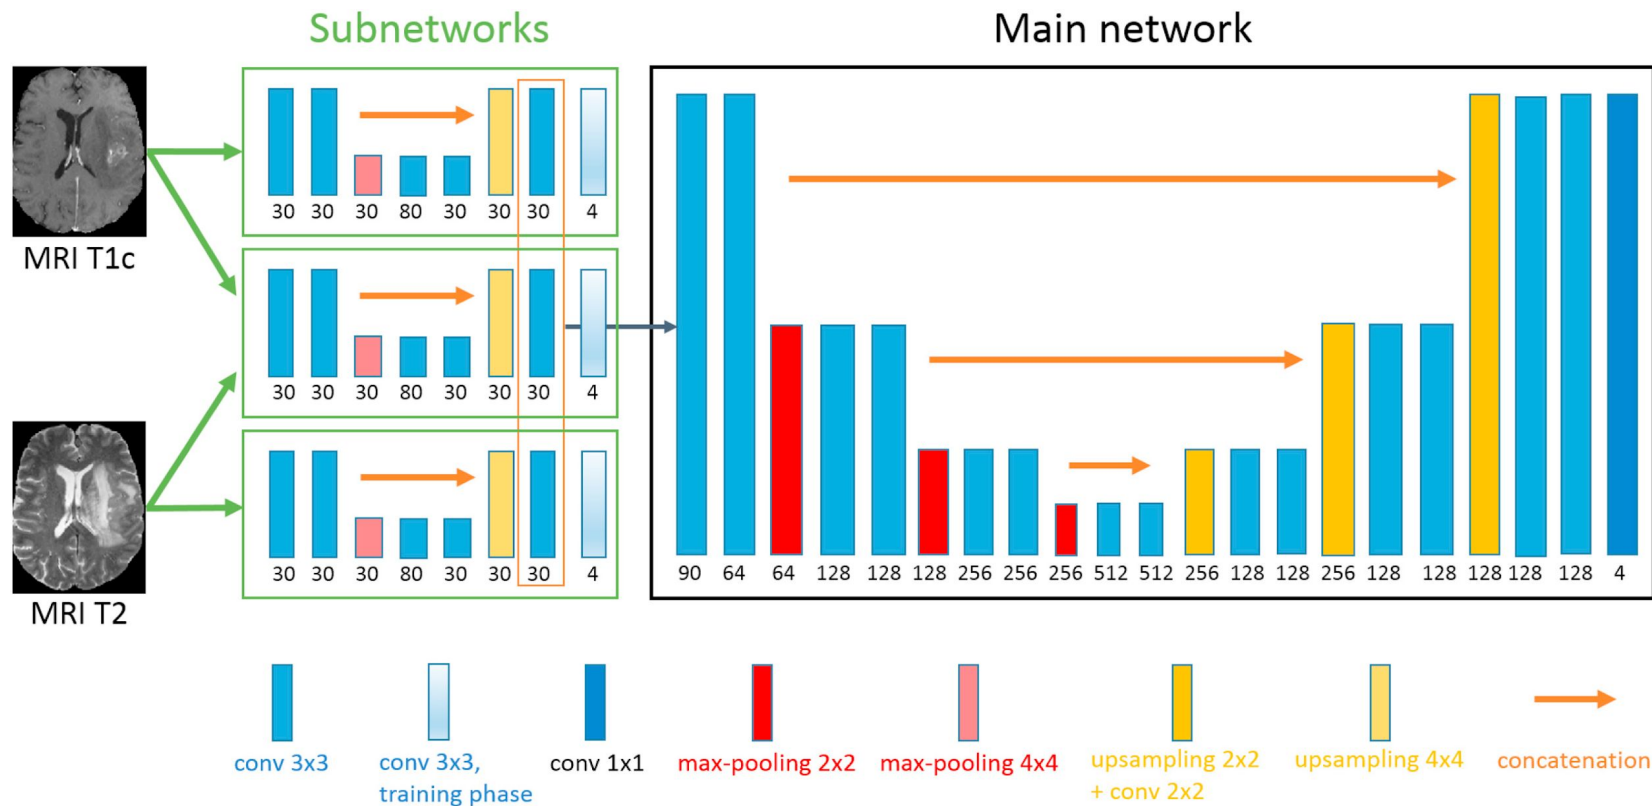 Subnetworks
Main network
MRI T1c
30 30 30 80 30 30 30 4
30 30 30 80 30 30 30 4
30 30 30 80 30 30 30 4
MRI T2
90 64 64 128 128 128 256 256 256 512 512 256 128 128 256 128 128 128 128 128 4
conv 3x3
conv 3x3,
training phase
conv 1x1
max-pooling 2x2
max-pooling 4x4
upsampling 2x2
+ conv 2x2
upsampling 4x4
concatenation